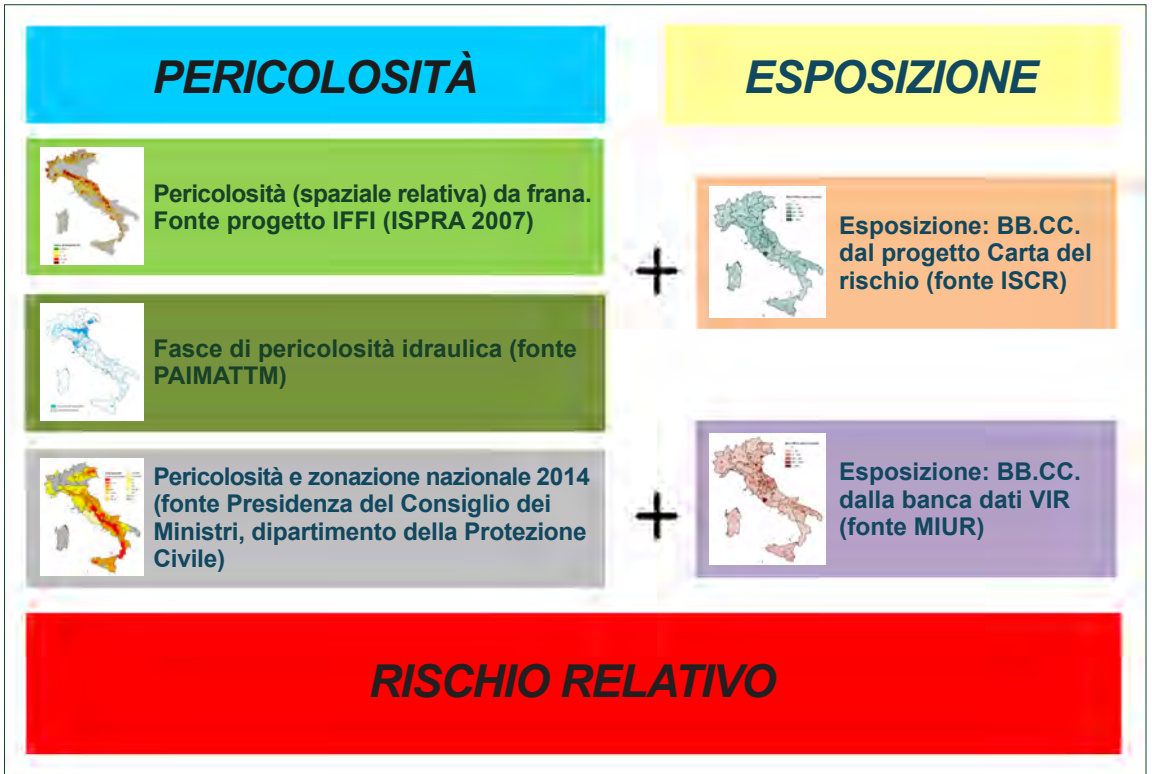 PERICOLOSITÀ
ESPOSIZIONE
Pericolosità (spaziale relativa) da frana.
Fonte progetto IFFI (ISPRA 2007)
Fasce di pericolosità idraulica (fonte
PAIMATTM)
Pericolosità e zonazione nazionale 2014
(fonte Presidenza del Consiglio dei
Ministri, dipartimento della Protezione
Civile)
+
Esposizione: BB.CC.
dal progetto Carta del
rischio (fonte ISCR)
+
Esposizione: BB.CC.
dalla banca dati VIR
(fonte MIUR)
RISCHIO RELATIVO